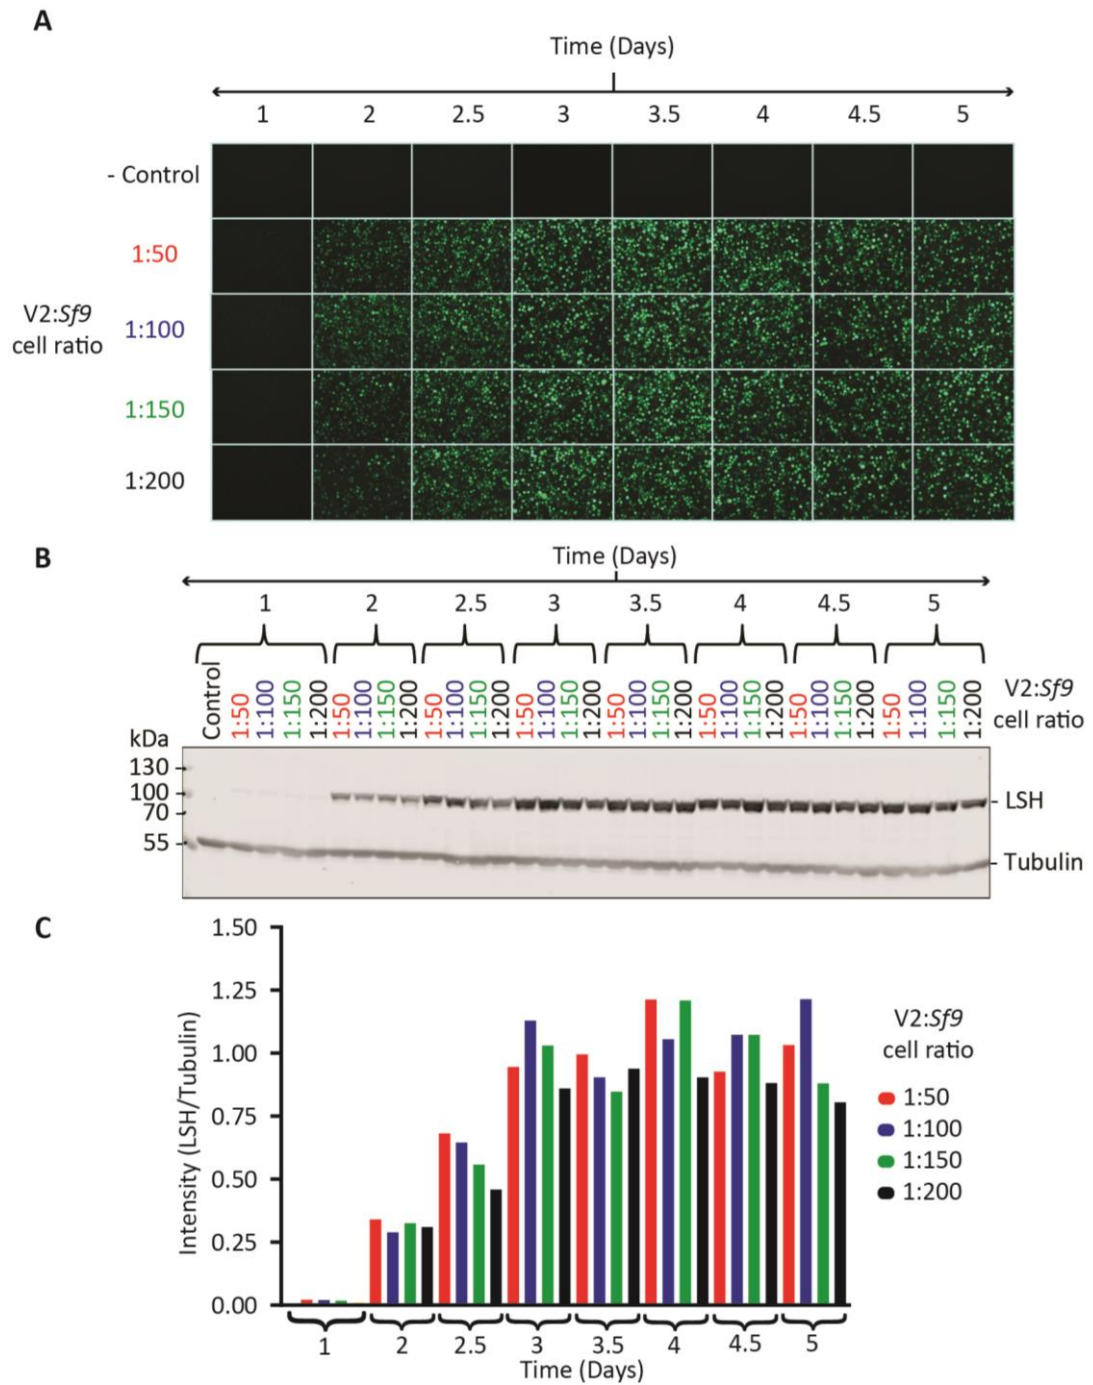 A
Time (Days)
1 2 2.5 3 3.5 4 4.5 5
- Control
1:50
V2:Sf9
cell ratio
1:100
1:150
1:200
B
Time (Days)
1 2 2.5 3 3.5 4 4.5 5
Control 1:50 1:100 1:150 1:200 1:50 1:100 1:150 1:200 1:50 1:100 1:150 1:200 1:50 1:100 1:150 1:200 1:50 1:100 1:150 1:200 1:50 1:100 1:150 1:200 1:50 1:100 1:150 1:200 1:50 1:100 1:150 1:200
V2:Sf9
cell ratio
kDa
130
100
70
55
- LSH
- Tubulin
C
Intensity (LSH/Tubulin)
1.50
1.25
1.00
0.75
0.50
0.25
0.00
1 2 2.5 3 3.5 4 4.5 5
Time (Days)
V2:Sf9
cell ratio
1:50
1:100
1:150
1:200